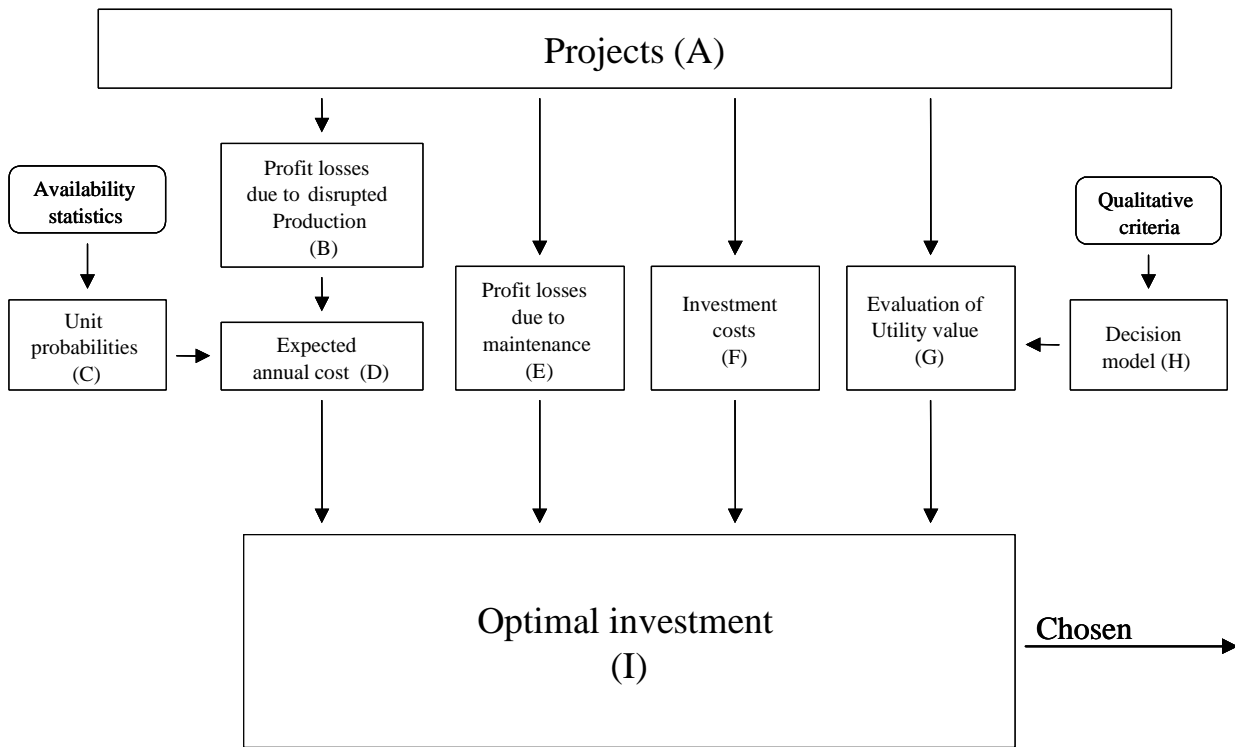 Projects (A)
Profit losses
due to disrupted
Production
(B)
Availability
statistics
Qualitative
criteria
Unit
probabilities
(C)
Expected
annual cost (D)
Profit losses
due to
maintenance
(E)
Investment
costs
(F)
Evaluation of
Utility value
(G)
Decision
model (H)
Optimal investment
(I)
Chosen